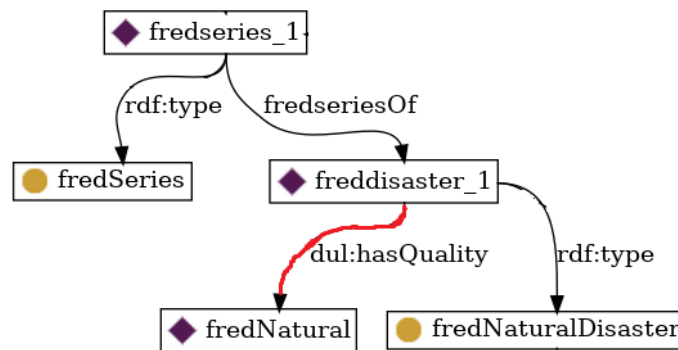 fredseries_1
rdf:type
fredseriesOf
fredSeries
freddisaster_1
dul:hasQuality
rdf:type
fredNatural
fredNaturalDisaster